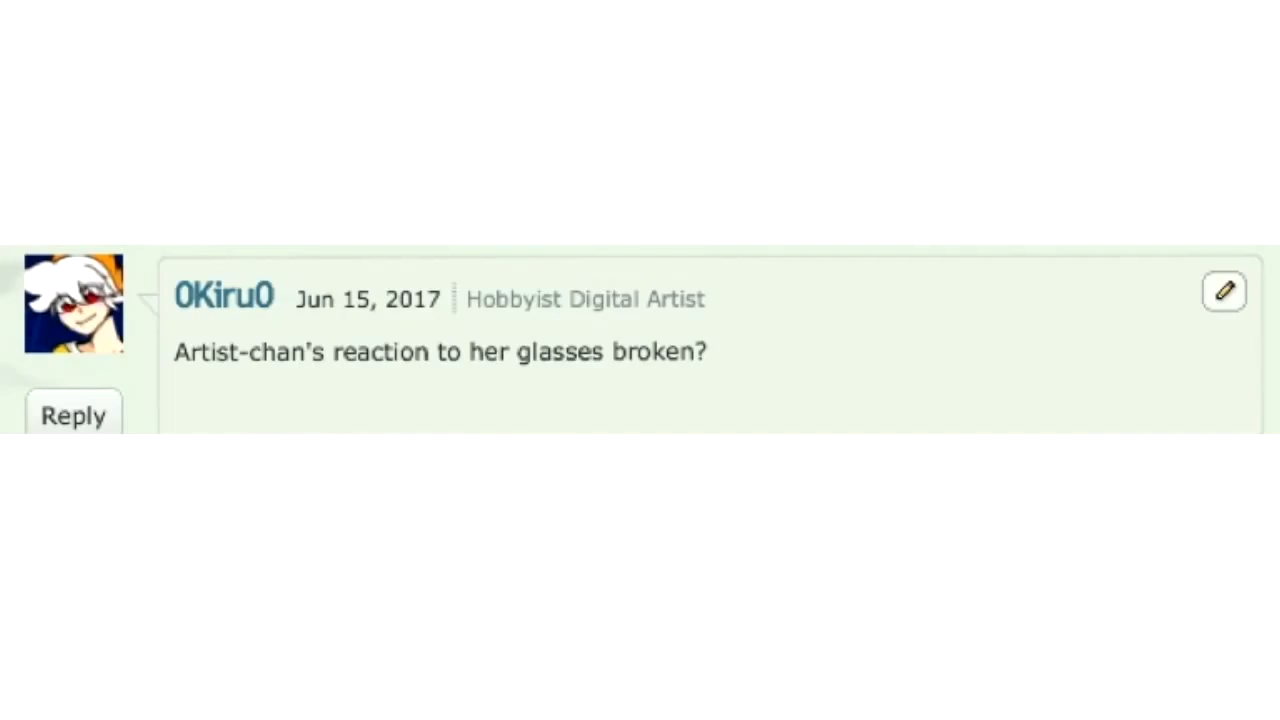 0Kiru0 Jun 15, 2017 Hobbyist Digital Artist
Artist-chan's reaction to her glasses broken?
Reply